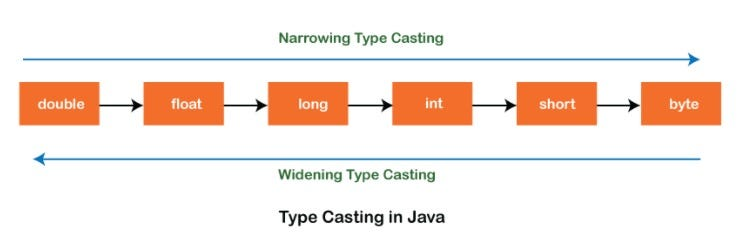 Narrowing Type Casting
double float long int short byte
Widening Type Casting
Type Casting in Java